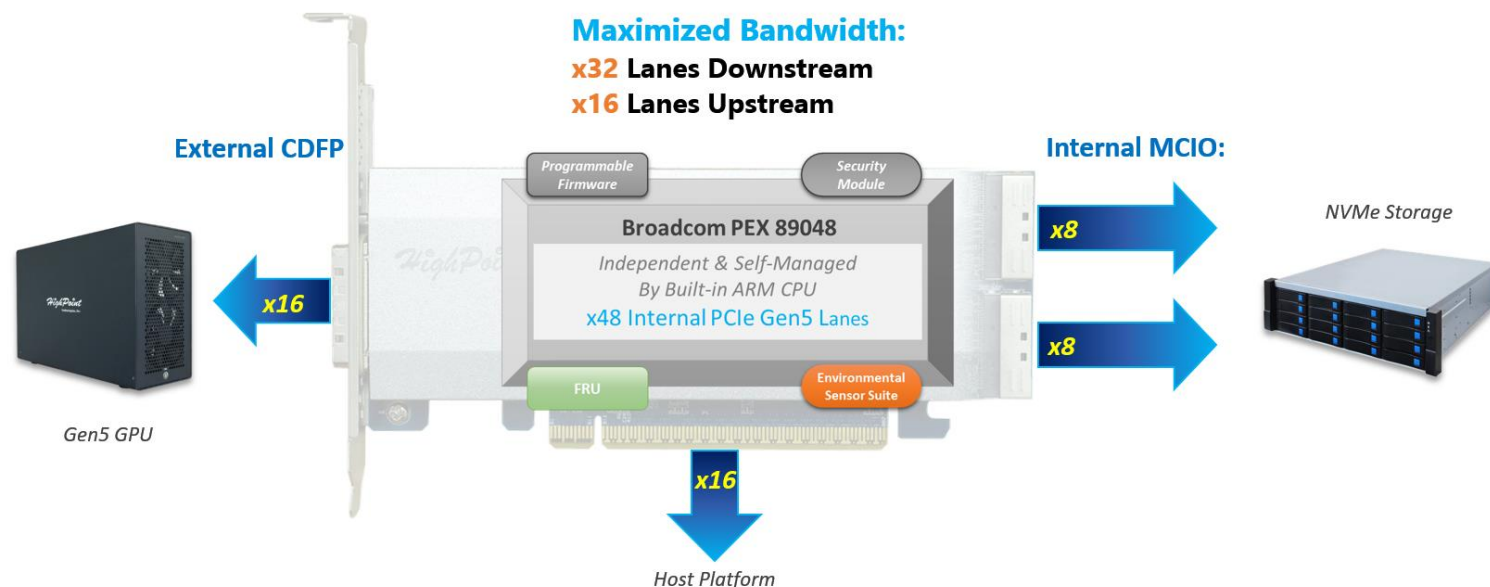 Maximized Bandwidth:
x32 Lanes Downstream
x16 Lanes Upstream
External CDFP
Internal MCIO:
Programmable
Firmware
Security
Module
Broadcom PEX 89048
Independent & Self-Managed
By Built-in ARM CPU
x48 Internal PCIe Gen5 Lanes
FRU
Environmental
Sensor Suite
HighPoint
x16
Gen5 GPU
x8
x8
NVMe Storage
x16
Host Platform
HighPoint